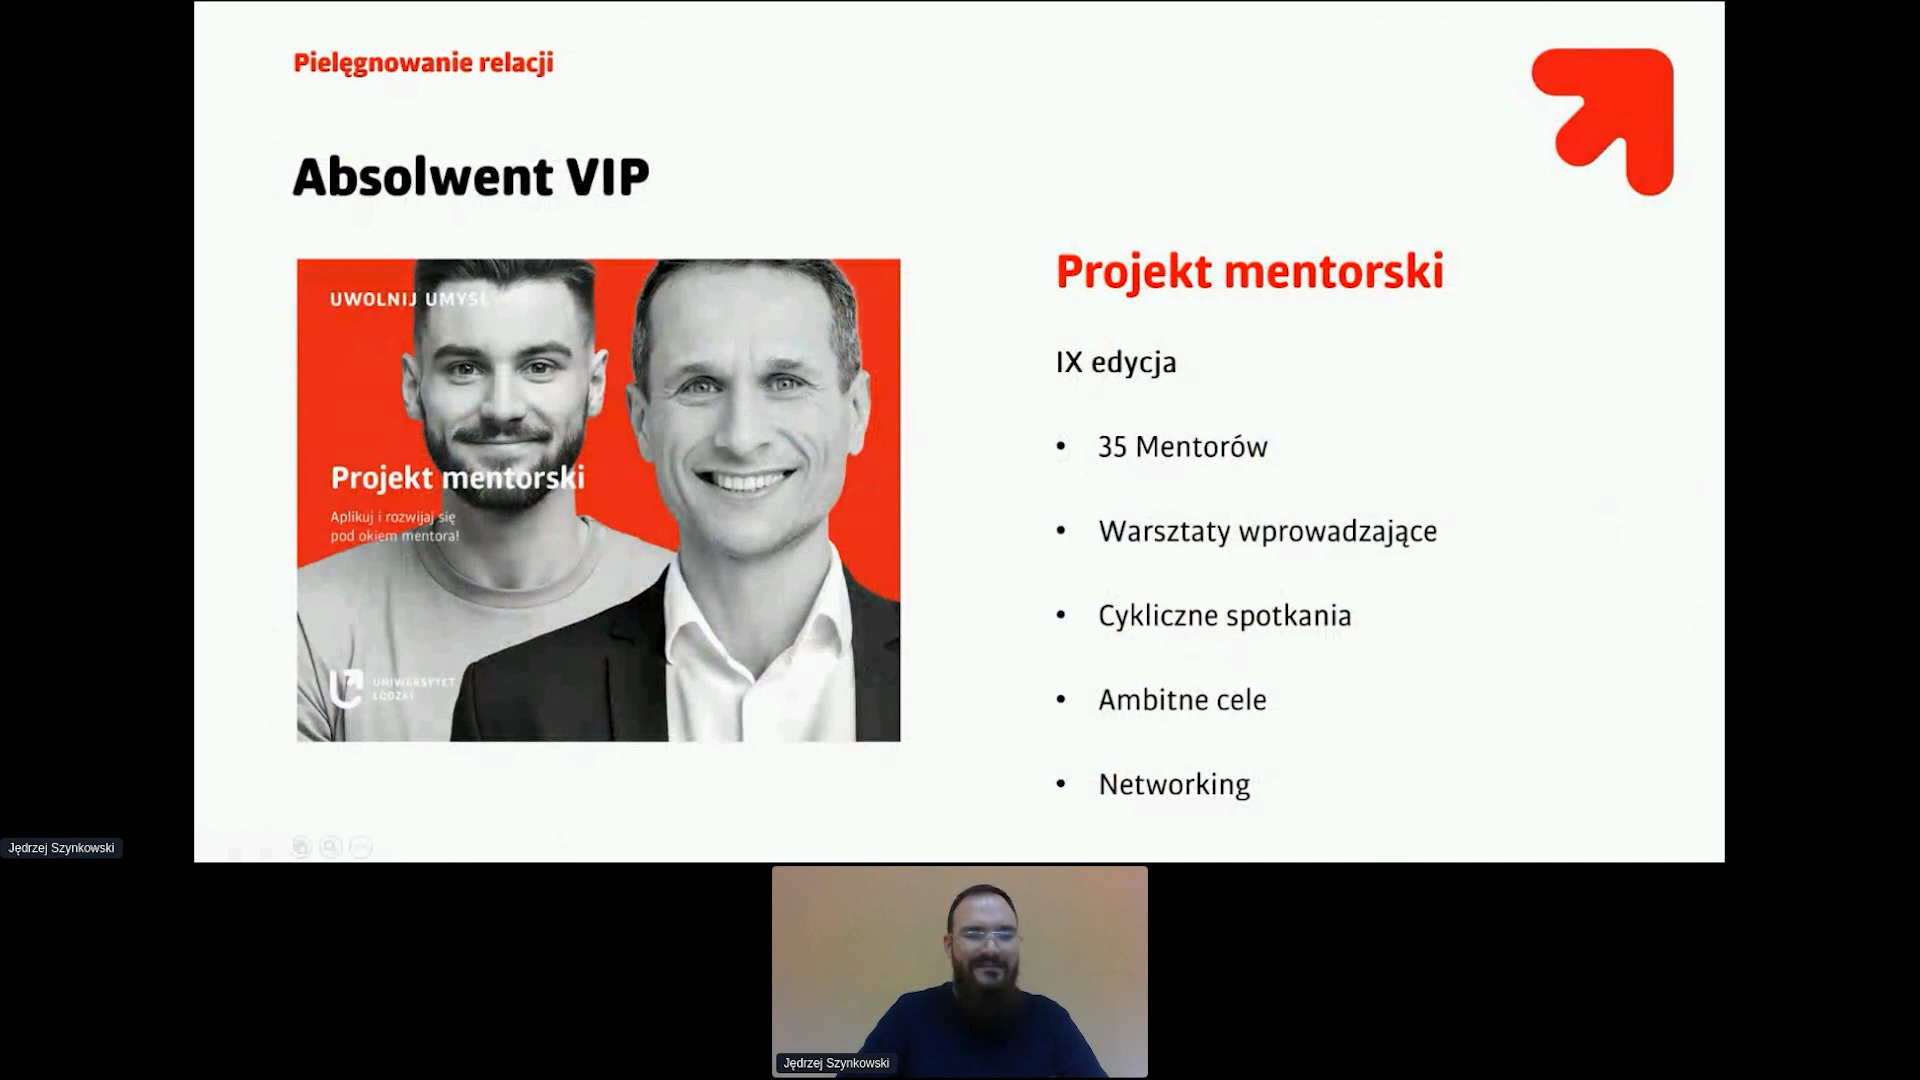 Pielęgnowanie relacji
Absolwent VIP
UWOLNIJ UMYSŁ
Projekt mentorski
Aplikuj i rozwijaj się
pod okiem mentora!
UNIWERSYTET
ŁÓDZKI
Projekt mentorski
IX edycja
• 35 Mentorów
• Warsztaty wprowadzające
• Cykliczne spotkania
• Ambitne cele
• Networking
Jędrzej Szynkowski
Jędrzej Szynkowski